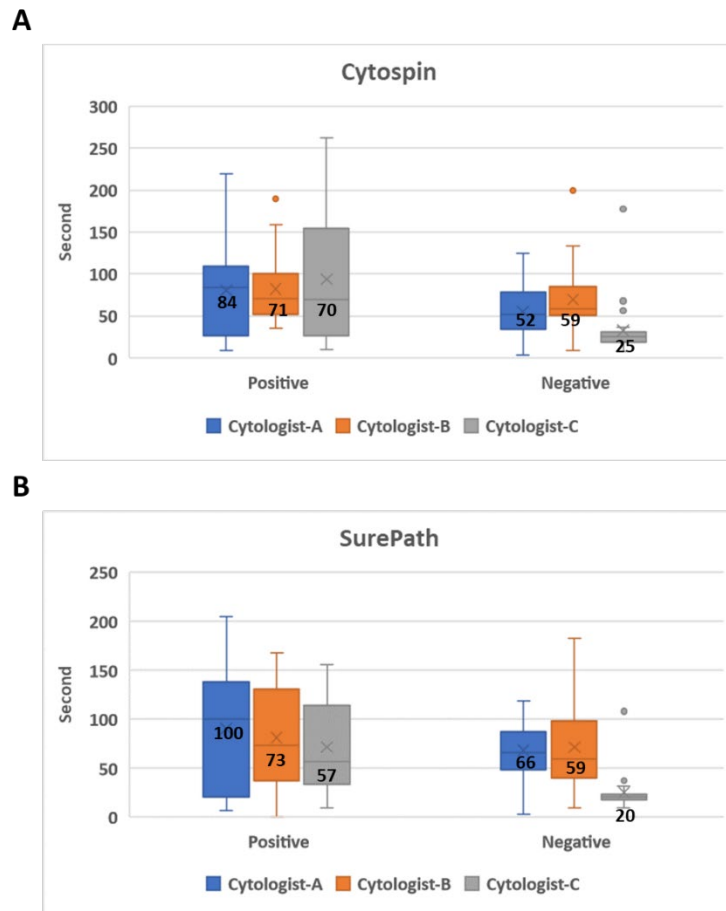 A
Cytospin
300
250
200
150
100
50
0
Second
84
71
70
52
59
25
Positive
Negative
Cytologist-A
Cytologist-B
Cytologist-C
B
SurePath
250
200
150
100
50
0
Second
100
73
57
66
59
20
Positive
Negative
Cytologist-A
Cytologist-B
Cytologist-C